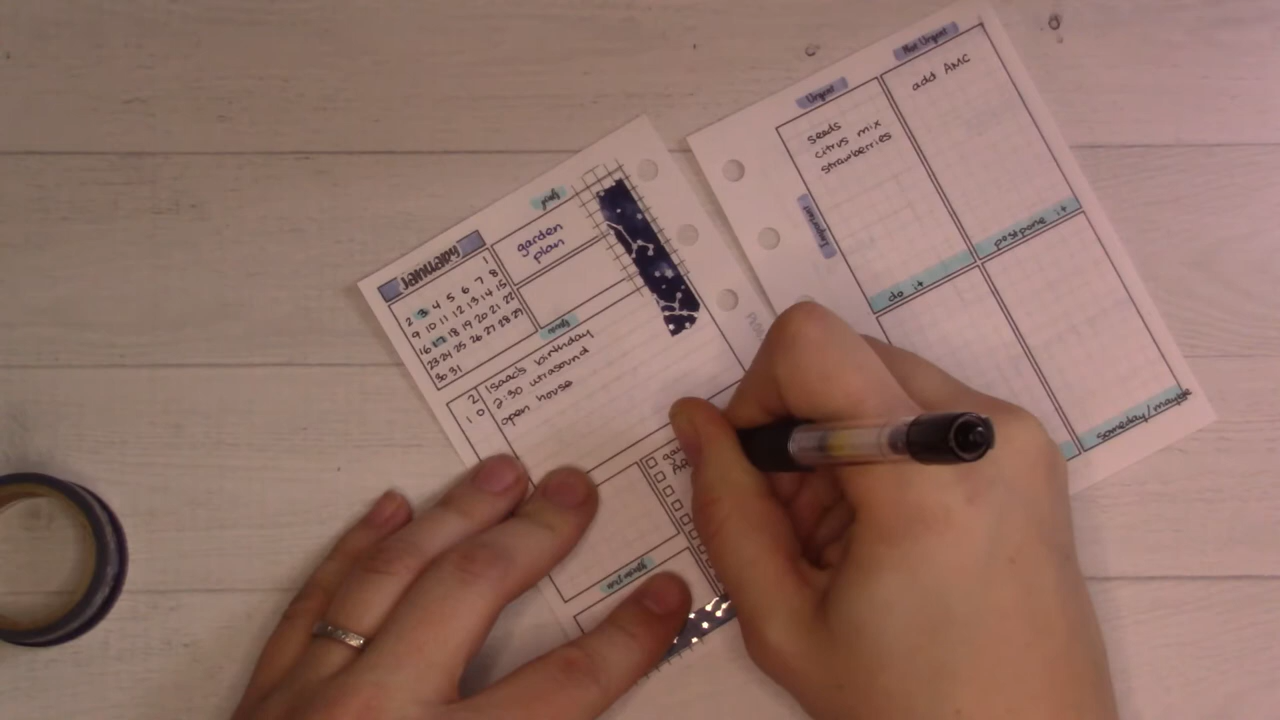 January
1
2 3 4 5 6 7 8
9 10 11 12 13 14 15
16 17 18 19 20 21 22
23 24 25 26 27 28 29
30 31
garden
plan
2 Isaac's birthday
10 2:30 utrasound
open house
Urgent
Not Urgent
Important
seeds
citrus mix
strawberries
add AMC
do it
postpone it
someday/maybe